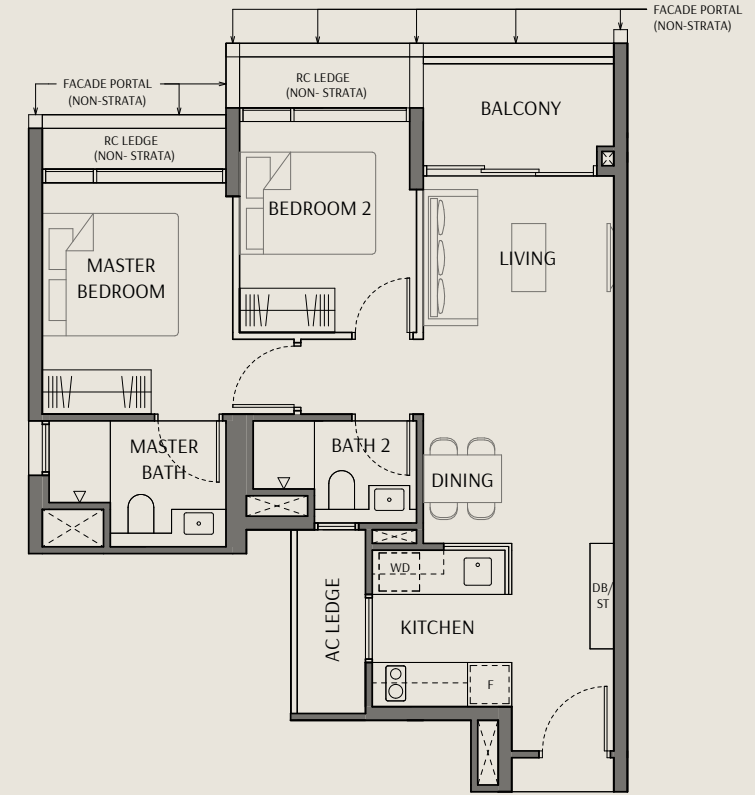 FACADE PORTAL
(NON-STRATA)
FACADE PORTAL
(NON-STRATA)
RC LEDGE
(NON- STRATA)
BALCONY
RC LEDGE
(NON- STRATA)
BEDROOM 2
LIVING
MASTER
BEDROOM
MASTER
BATH
BATH 2
DINING
WD
DB/
ST
AC LEDGE
KITCHEN
F